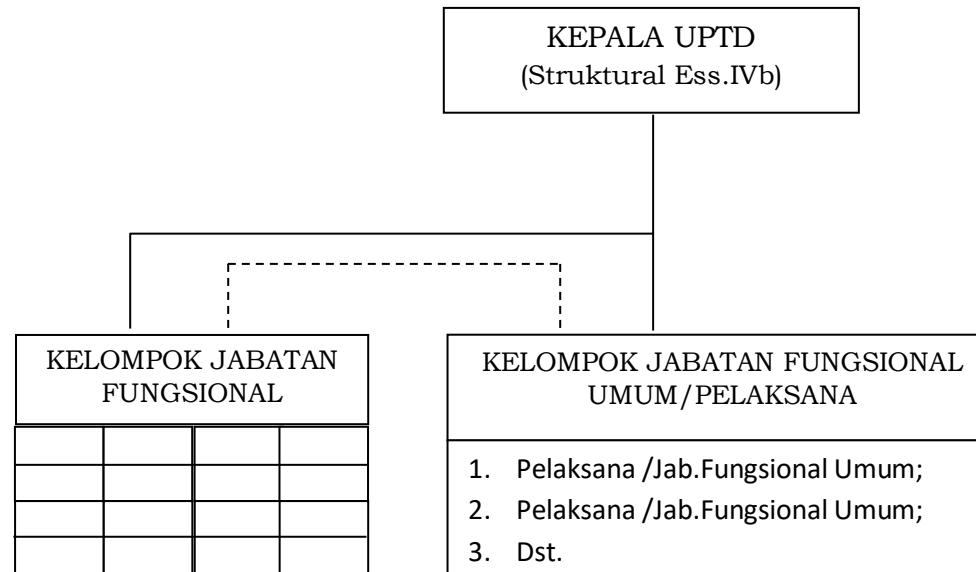 KEPALA UPTD
(Struktural Ess.IVb)
KELOMPOK JABATAN
FUNGSIONAL
KELOMPOK JABATAN FUNGSIONAL
UMUM/PELAKSANA
1. Pelaksana /Jab.Fungsional Umum;
2. Pelaksana /Jab.Fungsional Umum;
3. Dst.